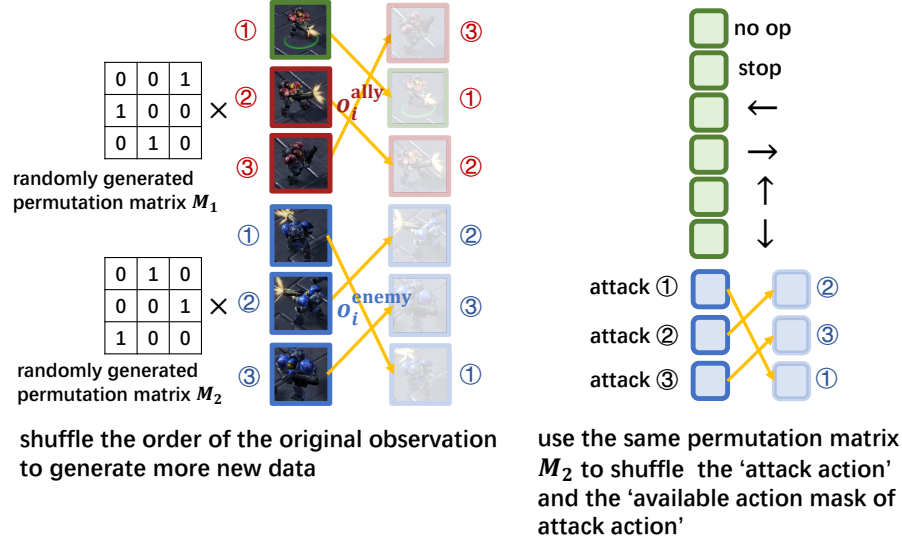 ① ③
0 0 1
1 0 0
0 1 0
×
② o_i^ally ①
③ ②
randomly generated
permutation matrix M₁
① ②
0 1 0
0 0 1
1 0 0
×
② o_i^enemy ③
③ ①
randomly generated
permutation matrix M₂
shuffle the order of the original observation
to generate more new data
no op
stop
←
→
↑
↓
attack ① ②
attack ② ③
attack ③ ①
use the same permutation matrix
M₂ to shuffle the ‘attack action’
and the ‘available action mask of
attack action’